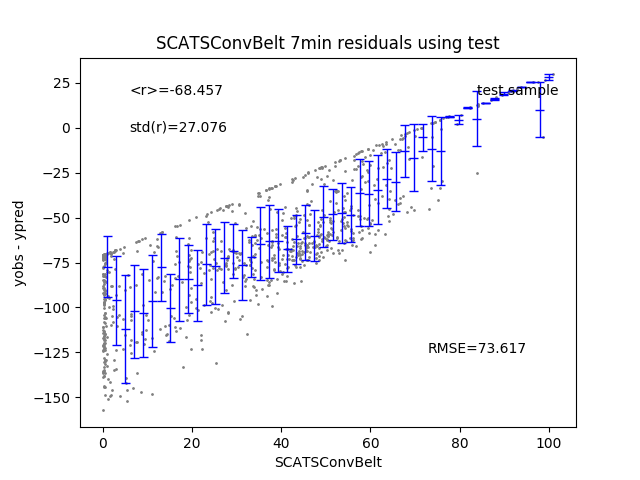 SCATSConvBelt 7min residuals using test
<r>=-68.457
test sample
std(r)=27.076
RMSE=73.617
yobs - ypred
25
0
−25
−50
−75
−100
−125
−150
0 20 40 60 80 100
SCATSConvBelt